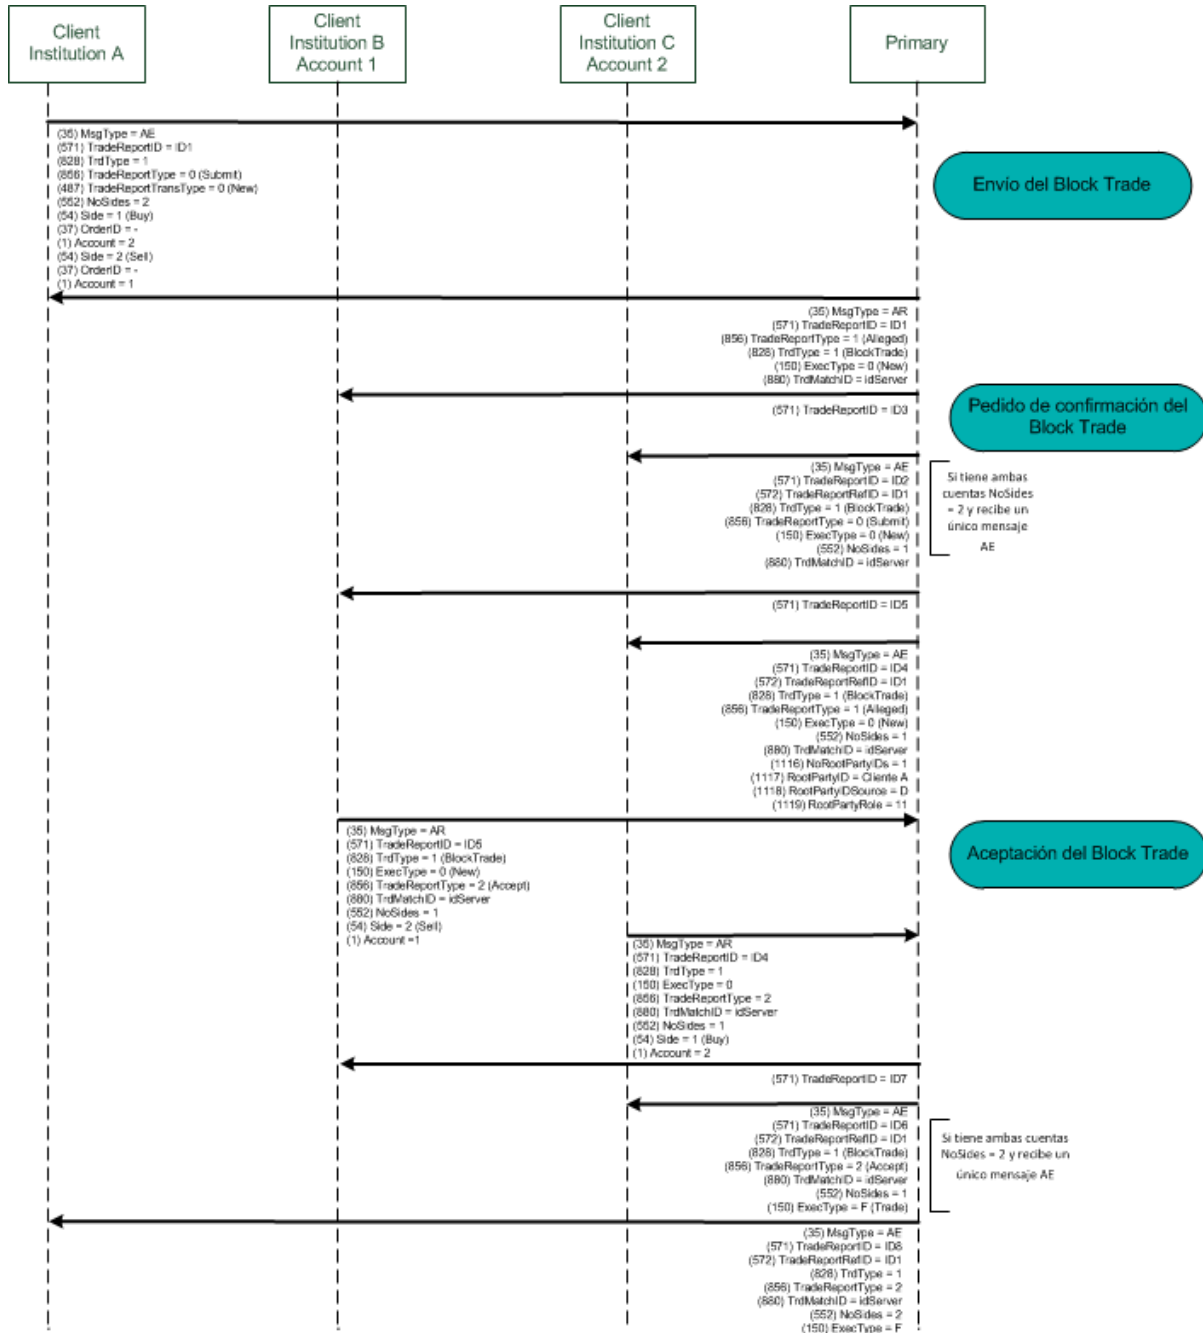 Client
Institution A
Client
Institution B
Account 1
Client
Institution C
Account 2
Primary
(35) MsgType = AE
(571) TradeReportID = ID1
(828) TrdType = 1
(856) TradeReportType = 0 (Submit)
(487) TradeReportTransType = 0 (New)
(552) NoSides = 2
(54) Side = 1 (Buy)
(37) OrderID = -
(1) Account = 2
(54) Side = 2 (Sell)
(37) OrderID = -
(1) Account = 1
Envío del Block Trade
(35) MsgType = AR
(571) TradeReportID = ID1
(856) TradeReportType = 1 (Alleged)
(828) TrdType = 1 (BlockTrade)
(150) ExecType = 0 (New)
(880) TrdMatchID = idServer
(571) TradeReportID = ID3
Pedido de confirmación del
Block Trade
(35) MsgType = AE
(571) TradeReportID = ID2
(572) TradeReportRefID = ID1
(828) TrdType = 1 (BlockTrade)
(856) TradeReportType = 0 (Submit)
(150) ExecType = 0 (New)
(552) NoSides = 1
(880) TrdMatchID = idServer
Si tiene ambas
cuentas NoSides
= 2 y recibe un
único mensaje
AE
(571) TradeReportID = ID5
(35) MsgType = AE
(571) TradeReportID = ID4
(572) TradeReportRefID = ID1
(828) TrdType = 1 (BlockTrade)
(856) TradeReportType = 1 (Alleged)
(150) ExecType = 0 (New)
(552) NoSides = 1
(880) TrdMatchID = idServer
(1116) NoRootPartyIDs = 1
(1117) RootPartyID = Cliente A
(1118) RootPartyIDSource = D
(1119) RootPartyRole = 11
(35) MsgType = AR
(571) TradeReportID = ID5
(828) TrdType = 1 (BlockTrade)
(150) ExecType = 0 (New)
(856) TradeReportType = 2 (Accept)
(880) TrdMatchID = idServer
(552) NoSides = 1
(54) Side = 2 (Sell)
(1) Account =1
Aceptación del Block Trade
(35) MsgType = AR
(571) TradeReportID = ID4
(828) TrdType = 1
(150) ExecType = 0
(856) TradeReportType = 2
(880) TrdMatchID = idServer
(552) NoSides = 1
(54) Side = 1 (Buy)
(1) Account = 2
(571) TradeReportID = ID7
(35) MsgType = AE
(571) TradeReportID = ID6
(572) TradeReportRefID = ID1
(828) TrdType = 1 (BlockTrade)
(856) TradeReportType = 2 (Accept)
(880) TrdMatchID = idServer
(552) NoSides = 1
(150) ExecType = F (Trade)
Si tiene ambas cuentas
NoSides = 2 y recibe un
único mensaje AE
(35) MsgType = AE
(571) TradeReportID = ID8
(572) TradeReportRefID = ID1
(828) TrdType = 1
(856) TradeReportType = 2
(880) TrdMatchID = idServer
(552) NoSides = 2
(150) ExecType = F